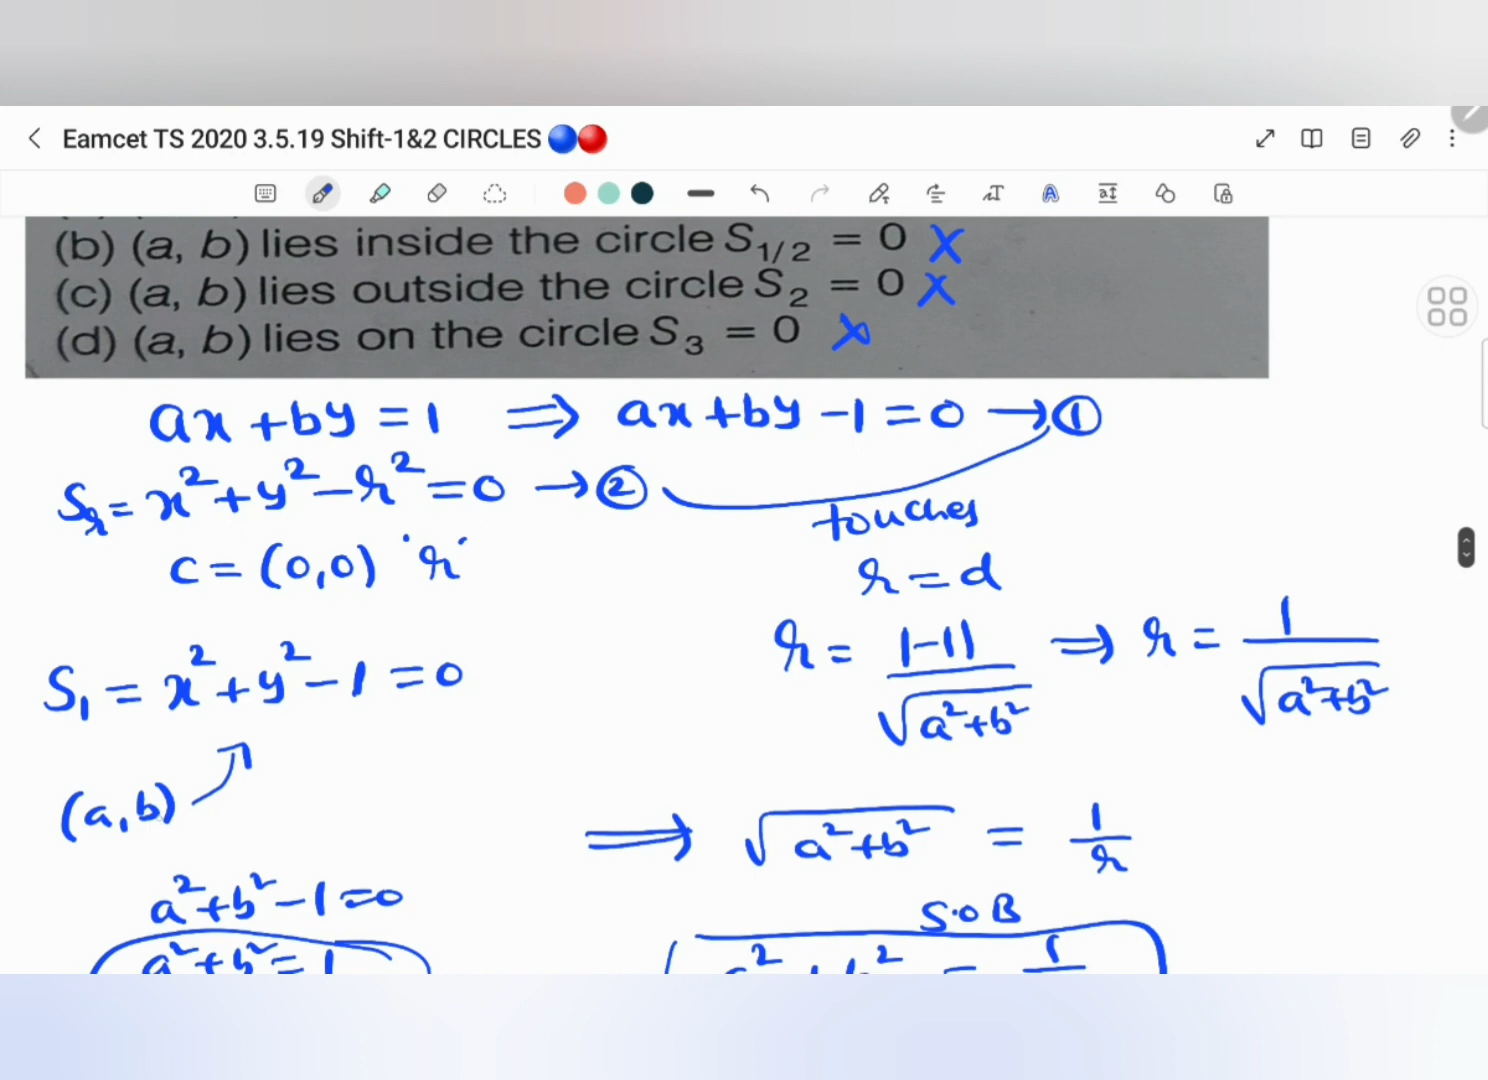 Eamcet TS 2020 3.5.19 Shift-1&2 CIRCLES
(b) (a, b) lies inside the circle S₁/₂ = 0 X
(c) (a, b) lies outside the circle S₂ = 0 X
(d) (a, b) lies on the circle S₃ = 0 X
ax + by = 1 ⇒ ax + by - 1 = 0 → ①
Sᵣ = x² + y² - r² = 0 → ②
touches
c = (0,0) 'r'
r = d
r = |-1| / √(a²+b²) ⇒ r = 1 / √(a²+b²)
S₁ = x² + y² - 1 = 0
(a,b)
⇒ √(a²+b²) = 1/r
a² + b² - 1 = 0
S.O.B
a² + b² = 1